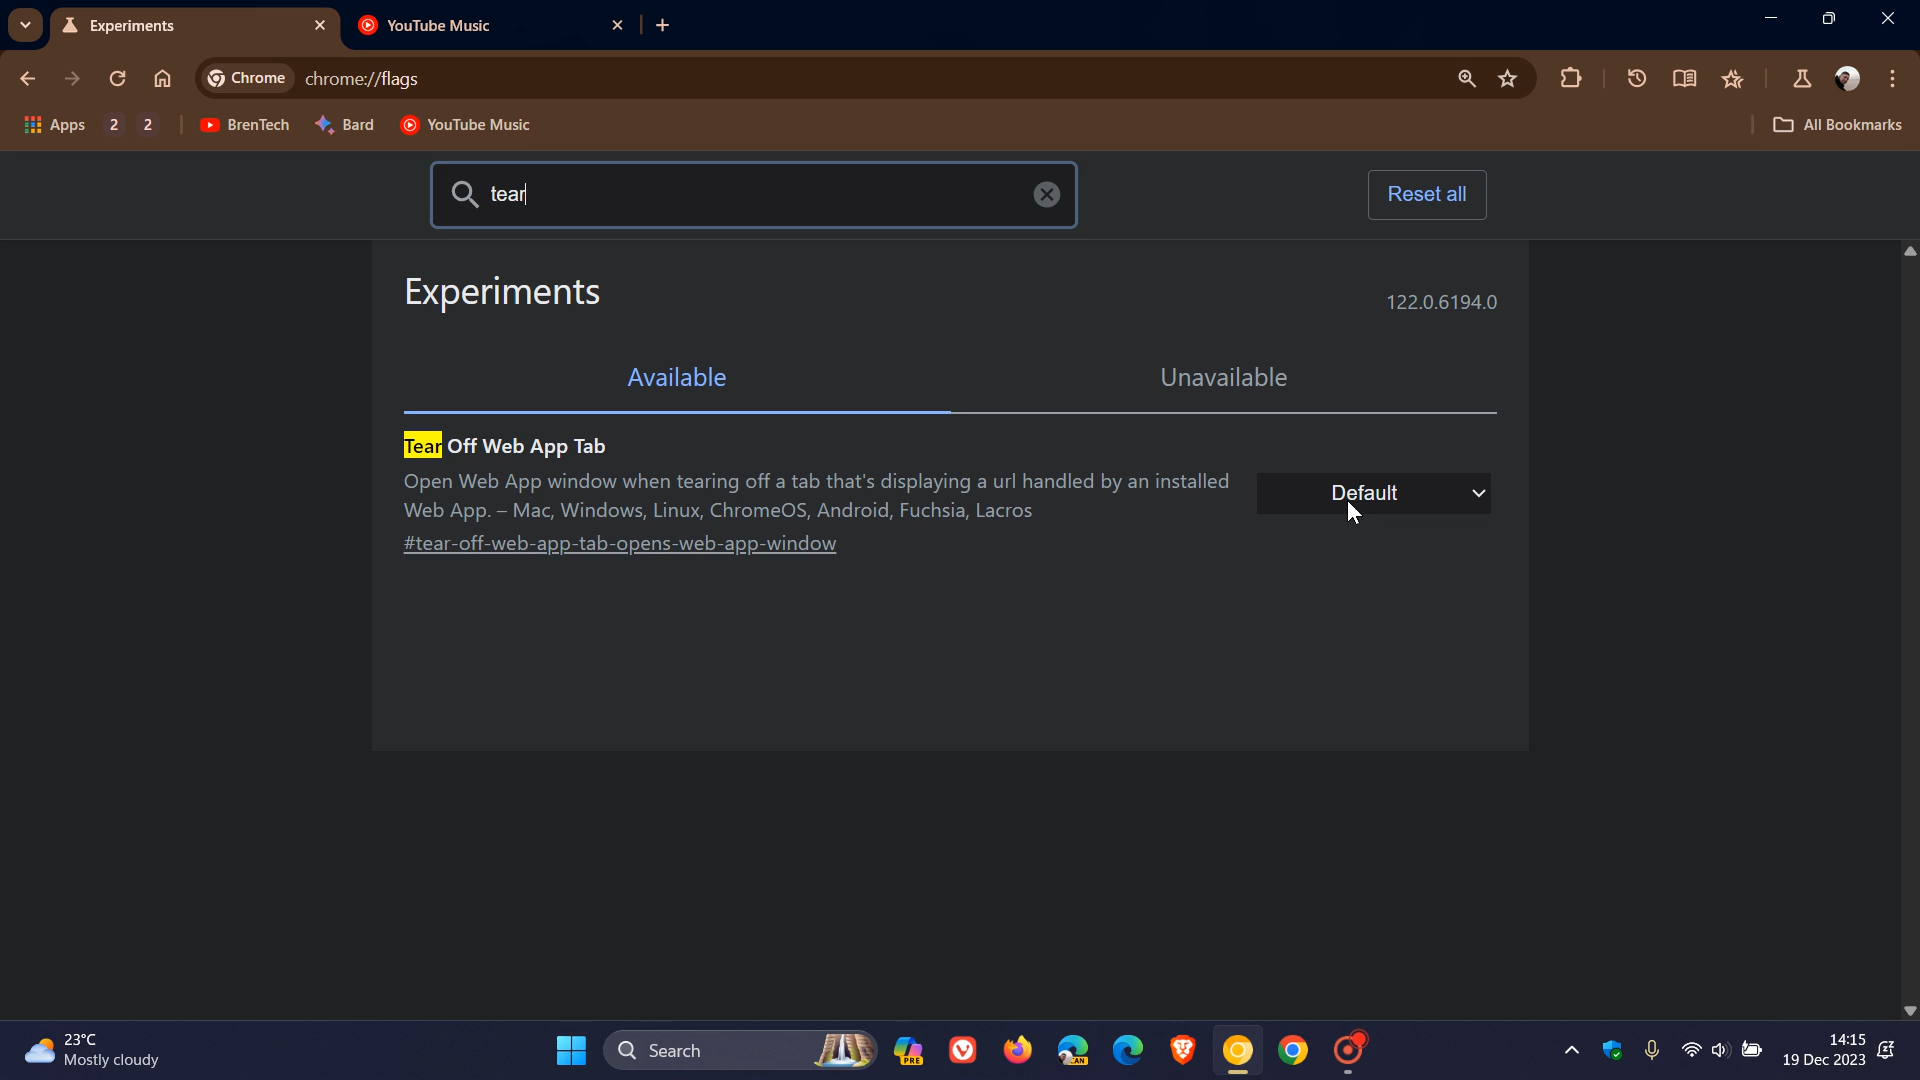 Experiments
YouTube Music
Chrome
chrome://flags
Apps
2
2
BrenTech
Bard
YouTube Music
All Bookmarks
tear
Reset all
Experiments
122.0.6194.0
Available
Unavailable
Tear Off Web App Tab
Open Web App window when tearing off a tab that's displaying a url handled by an installed
Web App. – Mac, Windows, Linux, ChromeOS, Android, Fuchsia, Lacros
#tear-off-web-app-tab-opens-web-app-window
Default
23°C
Mostly cloudy
Search
PRE
CAN
14:15
19 Dec 2023